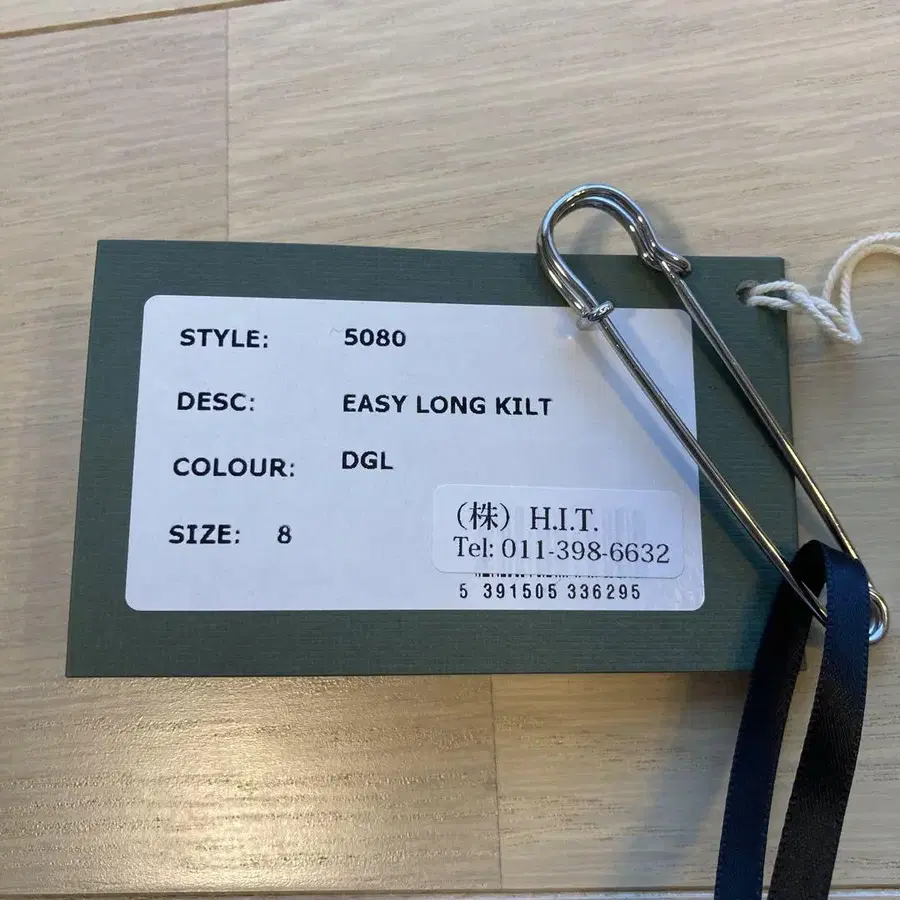 STYLE: 5080
DESC: EASY LONG KILT
COLOUR: DGL
SIZE: 8
（株）H.I.T.
Tel: 011-398-6632
5 391505 336295